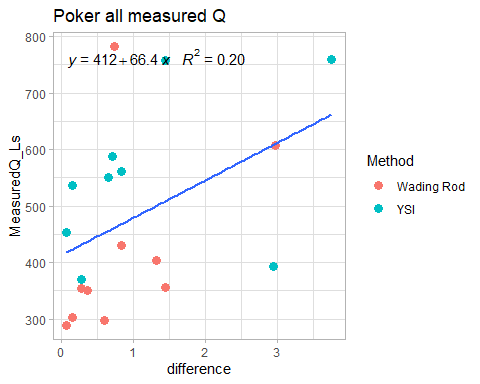 Poker all measured Q
y = 412 + 66.4 x   R² = 0.20
800
700
600
500
400
300
MeasuredQ_Ls
0
1
2
3
difference
Method
Wading Rod
YSI